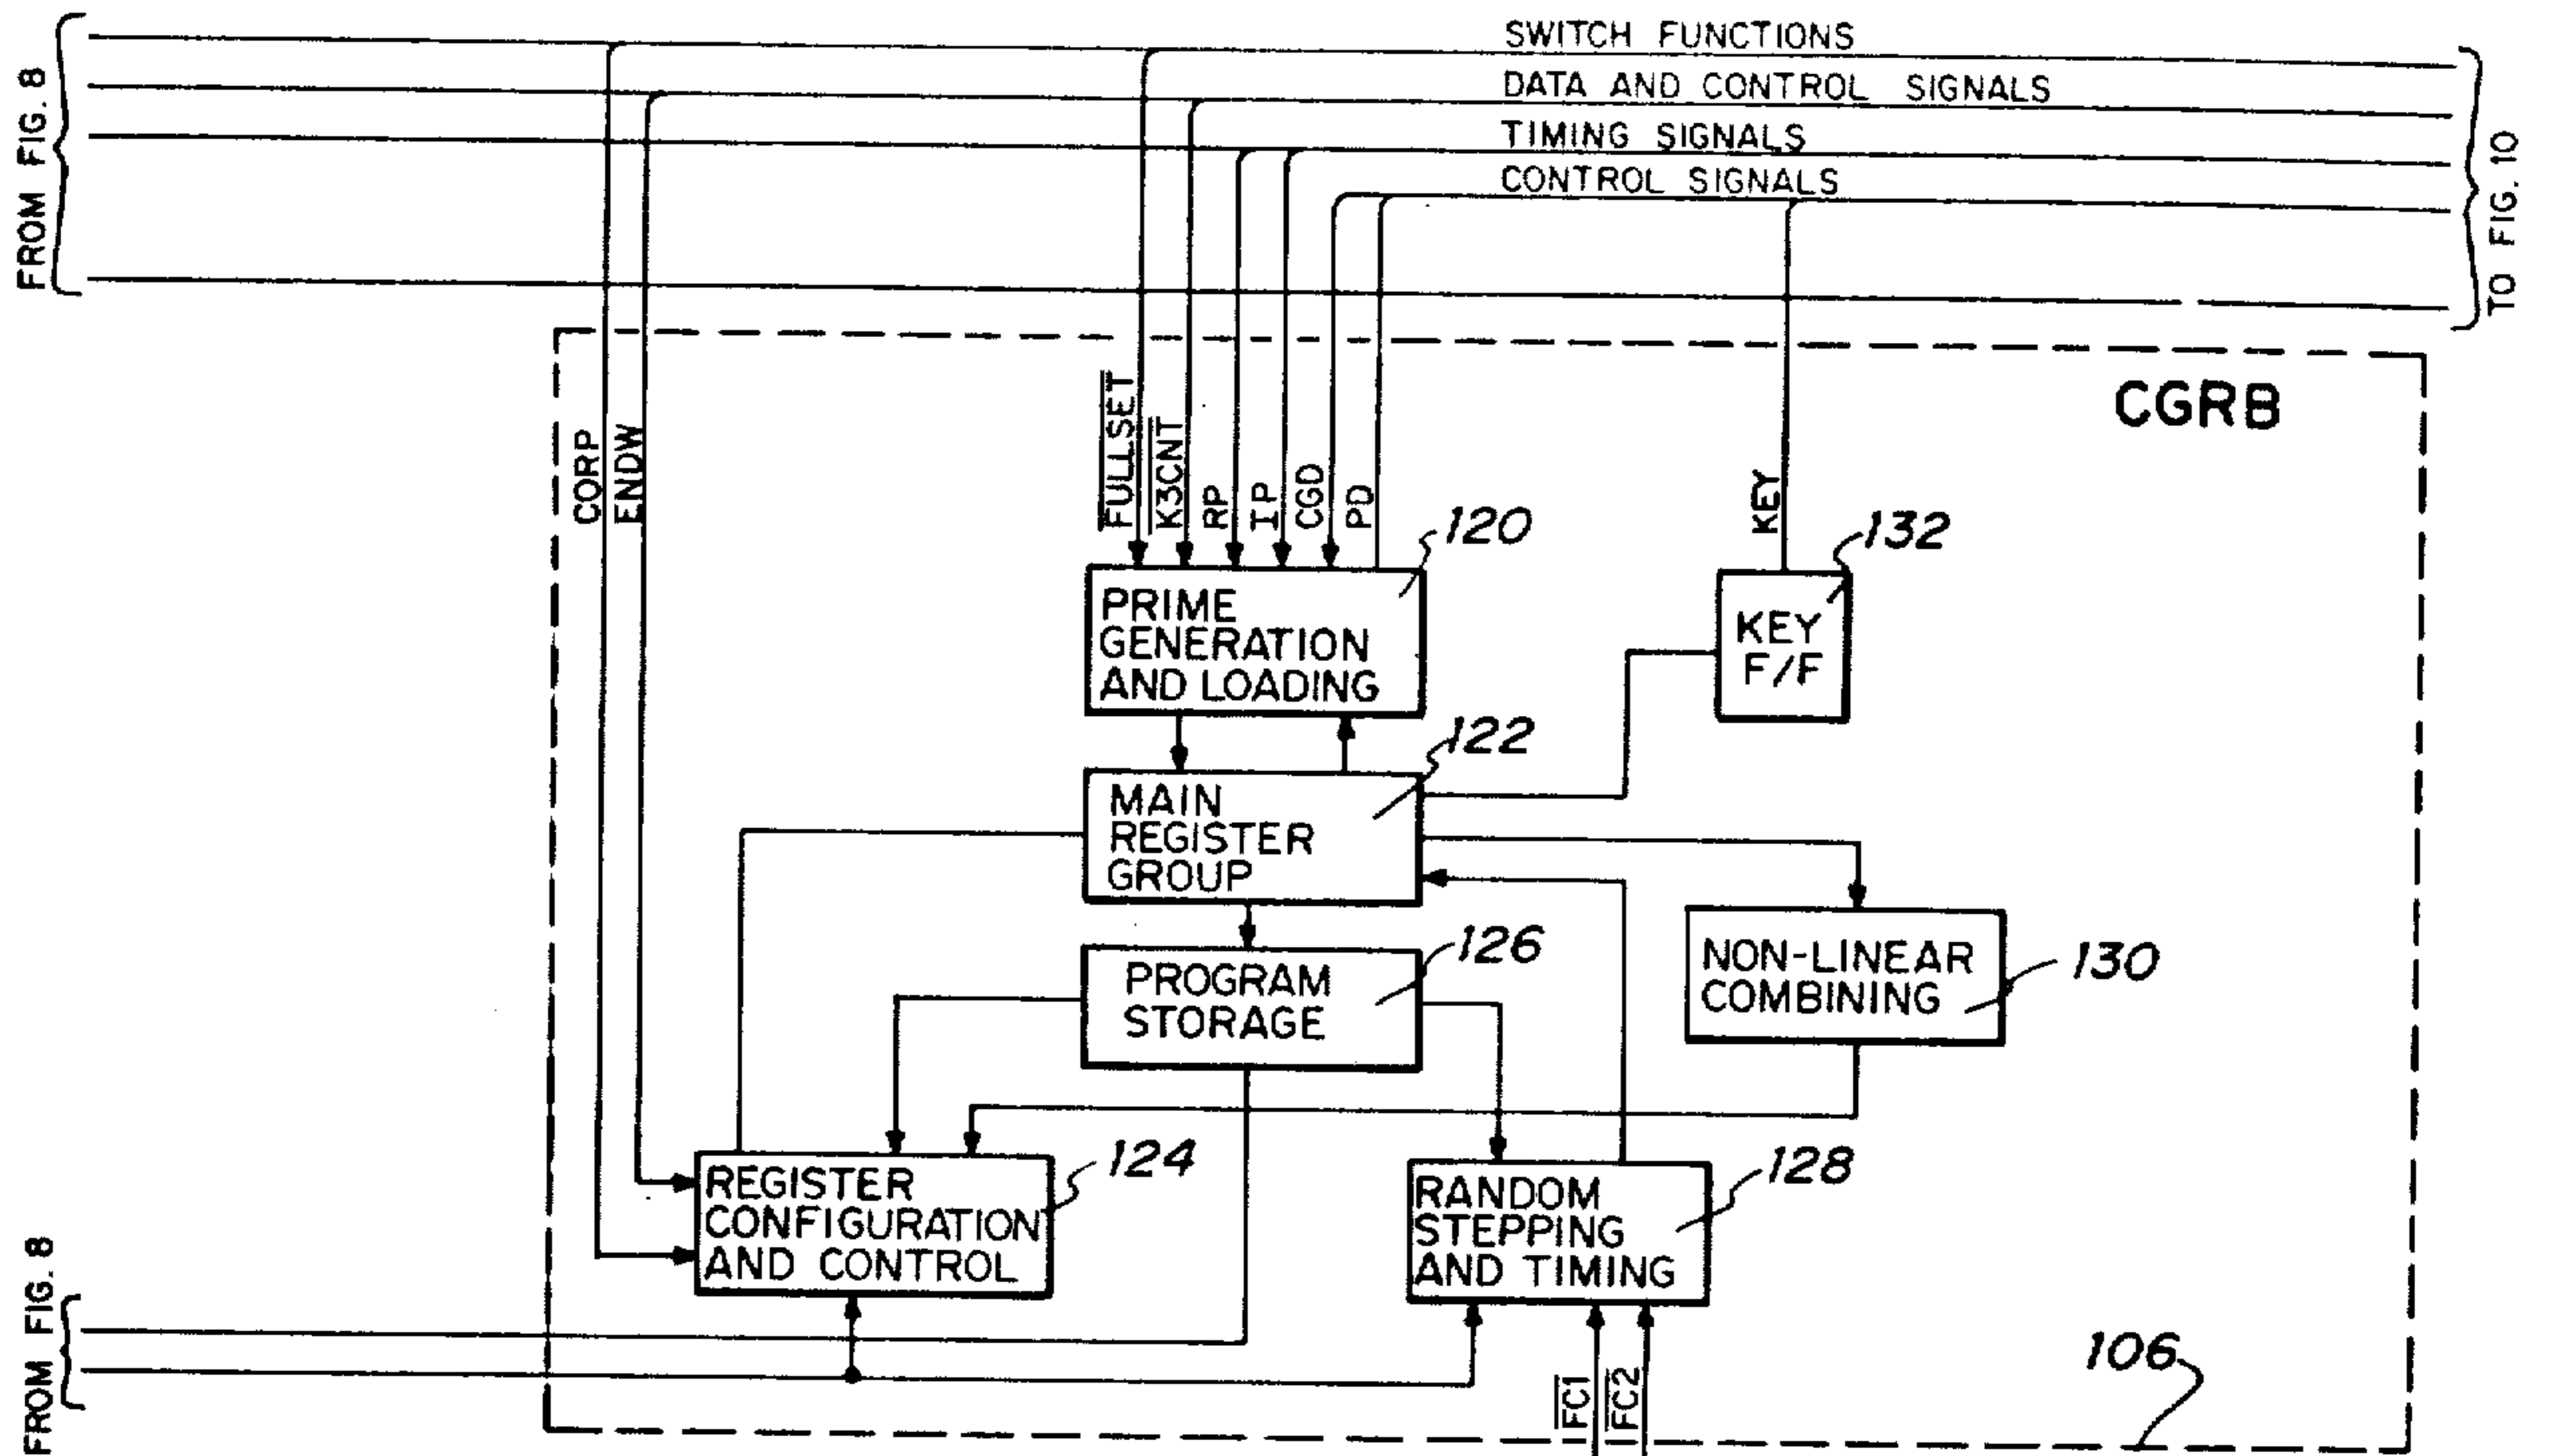 FROM FIG. 8
SWITCH FUNCTIONS
DATA AND CONTROL SIGNALS
TIMING SIGNALS
CONTROL SIGNALS
TO FIG. 10
CGRB
CORP
ENDW
FULLSET
K3CNT
RP
IP
CGD
PD
KEY
120
132
PRIME
GENERATION
AND LOADING
KEY
F/F
122
MAIN
REGISTER
GROUP
126
PROGRAM
STORAGE
NON-LINEAR
COMBINING
130
124
REGISTER
CONFIGURATION
AND CONTROL
128
RANDOM
STEPPING
AND TIMING
FROM FIG. 8
FC1
FC2
106